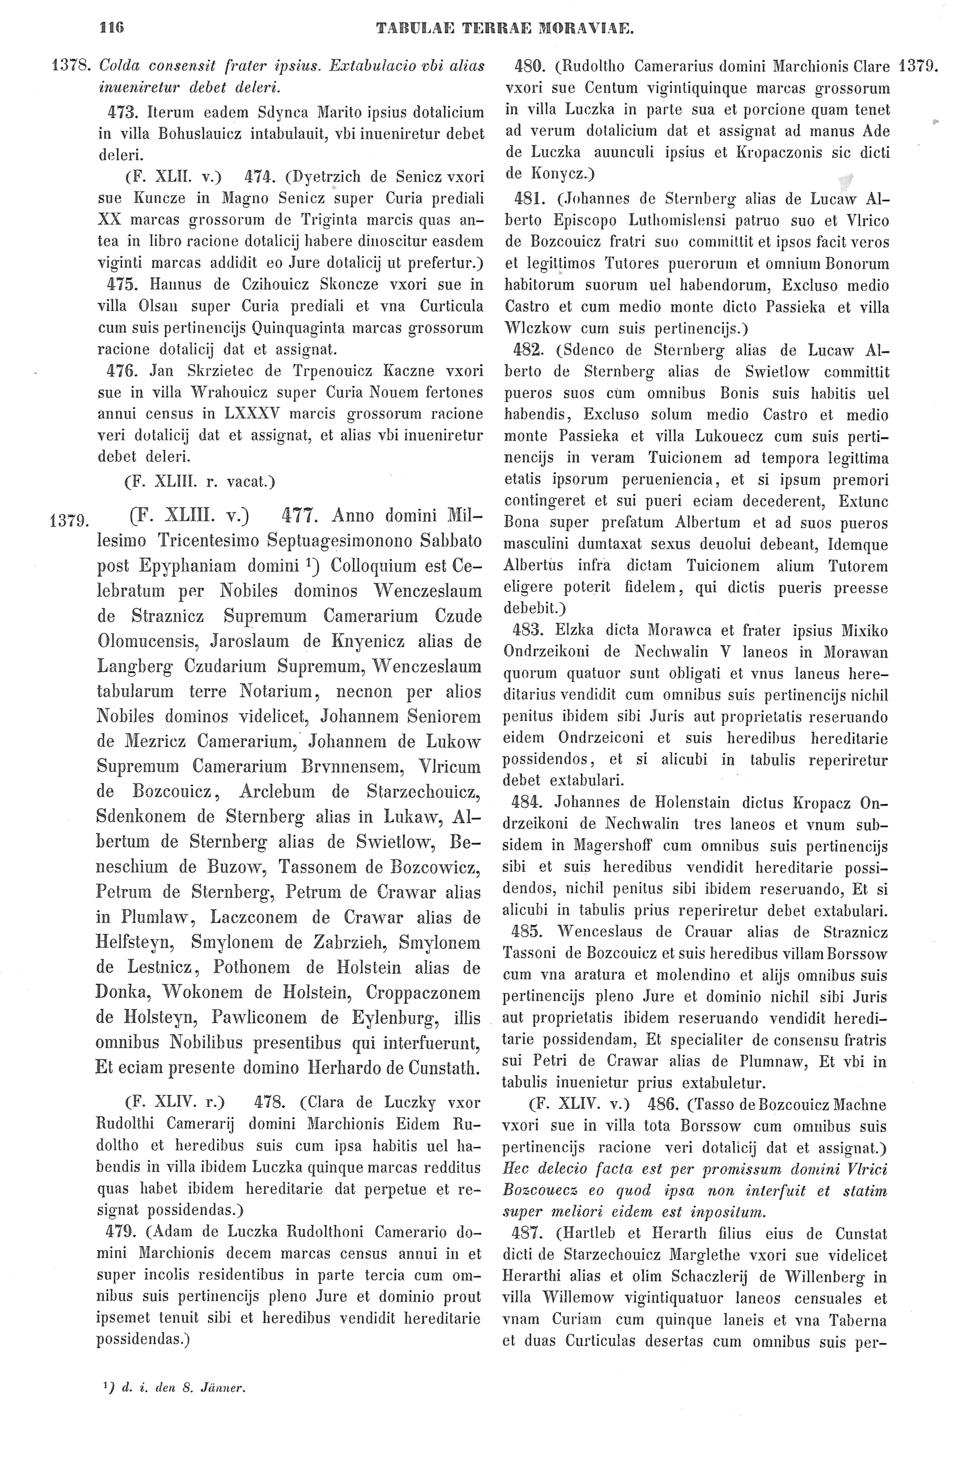 116
TABULAE TERRAE MORAVIAE.
1378. Colda consensit frater ipsius. Extabulacio vbi alias
inueniretur debet deleri.
473. Iterum eadem Sdynca Marito ipsius dotalicium
in villa Bohuslauicz intabulauit, vbi inueniretur debet
deleri.
(F. XLII. v.) 474. (Dyetrzich de Senicz vxori
sue Kuncze in Magno Senicz super Curia prediali
XX marcas grossorum de Triginta marcis quas an-
tea in libro racione dotalicij habere dinoscitur easdem
viginti marcas addidit eo Jure dotalicij ut prefertur.)
475. Hannus de Czihouicz Skoncze vxori sue in
villa Olsan super Curia prediali et vna Curticula
cum suis pertinencijs Quinquaginta marcas grossorum
racione dotalicij dat et assignat.
476. Jan Skrzietec de Trpenouicz Kaczne vxori
sue in villa Wrahouicz super Curia Nouem fertones
annui census in LXXXV marcis grossorum racione
veri dotalicij dat et assignat, et alias vbi inueniretur
debet deleri.
(F. XLIII. r. vacat.)
1379. (F. XLIII. v.) 477. Anno domini Mil-
lesimo Tricentesimo Septuagesimonono Sabbato
post Epyphaniam domini ¹) Colloquium est Ce-
lebratum per Nobiles dominos Wenczeslaum
de Straznicz Supremum Camerarium Czude
Olomucensis, Jaroslaum de Knyenicz alias de
Langberg Czudarium Supremum, Wenczeslaum
tabularum terre Notarium, necnon per alios
Nobiles dominos videlicet, Johannem Seniorem
de Mezricz Camerarium, Johannem de Lukow
Supremum Camerarium Brvnnensem, Vlricum
de Bozcouicz, Arclebum de Starzechouicz,
Sdenkonem de Sternberg alias in Lukaw, Al-
bertum de Sternberg alias de Swietlow, Be-
neschium de Buzow, Tassonem de Bozcowicz,
Petrum de Sternberg, Petrum de Crawar alias
in Plumlaw, Laczconem de Crawar alias de
Helfsteyn, Smylonem de Zabrzieh, Smylonem
de Lestnicz, Pothonem de Holstein alias de
Donka, Wokonem de Holstein, Croppaczonem
de Holsteyn, Pawliconem de Eylenburg, illis
omnibus Nobilibus presentibus qui interfuerunt,
Et eciam presente domino Herhardo de Cunstath.
(F. XLIV. r.) 478. (Clara de Luczky vxor
Rudolthi Camerarij domini Marchionis Eidem Ru-
doltho et heredibus suis cum ipsa habitis uel ha-
bendis in villa ibidem Luczka quinque marcas redditus
quas habet ibidem hereditarie dat perpetue et re-
signat possidendas.)
479. (Adam de Luczka Rudolthoni Camerario do-
mini Marchionis decem marcas census annui in et
super incolis residentibus in parte tercia cum om-
nibus suis pertinencijs pleno Jure et dominio prout
ipsemet tenuit sibi et heredibus vendidit hereditarie
possidendas.)
480. (Rudoltho Camerarius domini Marchionis Clare 1379.
vxori sue Centum vigintiquinque marcas grossorum
in villa Luczka in parte sua et porcione quam tenet
ad verum dotalicium dat et assignat ad manus Ade
de Luczka auunculi ipsius et Kropaczonis sic dicti
de Konycz.)
481. (Johannes de Sternberg alias de Lucaw Al-
berto Episcopo Luthomislensi patruo suo et Vlrico
de Bozcouicz fratri suo committit et ipsos facit veros
et legittimos Tutores puerorum et omnium Bonorum
habitorum suorum uel habendorum, Excluso medio
Castro et cum medio monte dicto Passieka et villa
Wlczkow cum suis pertinencijs.)
482. (Sdenco de Sternberg alias de Lucaw Al-
berto de Sternberg alias de Swietlow committit
pueros suos cum omnibus Bonis suis habitis uel
habendis, Excluso solum medio Castro et medio
monte Passieka et villa Lukouecz cum suis perti-
nencijs in veram Tuicionem ad tempora legittima
etatis ipsorum perueniencia, et si ipsum premori
contingeret et sui pueri eciam decederent, Extunc
Bona super prefatum Albertum et ad suos pueros
masculini dumtaxat sexus deuolui debeant, Idemque
Albertus infra dictam Tuicionem alium Tutorem
eligere poterit fidelem, qui dictis pueris preesse
debebit.)
483. Elzka dicta Morawca et frater ipsius Mixiko
Ondrzeikoni de Nechwalin V laneos in Morawan
quorum quatuor sunt obligati et vnus laneus here-
ditarius vendidit cum omnibus suis pertinencijs nichil
penitus ibidem sibi Juris aut proprietatis reseruando
eidem Ondrzeiconi et suis heredibus hereditarie
possidendos, et si alicubi in tabulis reperiretur
debet extabulari.
484. Johannes de Holenstain dictus Kropacz On-
drzeikoni de Nechwalin tres laneos et vnum sub-
sidem in Magershoff cum omnibus suis pertinencijs
sibi et suis heredibus vendidit hereditarie possi-
dendos, nichil penitus sibi ibidem reseruando, Et si
alicubi in tabulis prius reperiretur debet extabulari.
485. Wenceslaus de Crauar alias de Straznicz
Tassoni de Bozcouicz et suis heredibus villam Borssow
cum vna aratura et molendino et alijs omnibus suis
pertinencijs pleno Jure et dominio nichil sibi Juris
aut proprietatis ibidem reseruando vendidit heredi-
tarie possidendam, Et specialiter de consensu fratris
sui Petri de Crawar alias de Plumnaw, Et vbi in
tabulis inuenietur prius extabuletur.
(F. XLIV. v.) 486. (Tasso de Bozcouicz Machne
vxori sue in villa tota Borssow cum omnibus suis
pertinencijs racione veri dotalicij dat et assignat.)
Hec delecio facta est per promissum domini Vlrici
Bozcouecz eo quod ipsa non interfuit et statim
super meliori eidem est inpositum.
487. (Hartleb et Herarth filius eius de Cunstat
dicti de Starzechouicz Marglethe vxori sue videlicet
Herarthi alias et olim Schaczlerij de Willenberg in
villa Willemow vigintiquatuor laneos censuales et
vnam Curiam cum quinque laneis et vna Taberna
et duas Curticulas desertas cum omnibus suis per-
¹) d. i. den 8. Jänner.